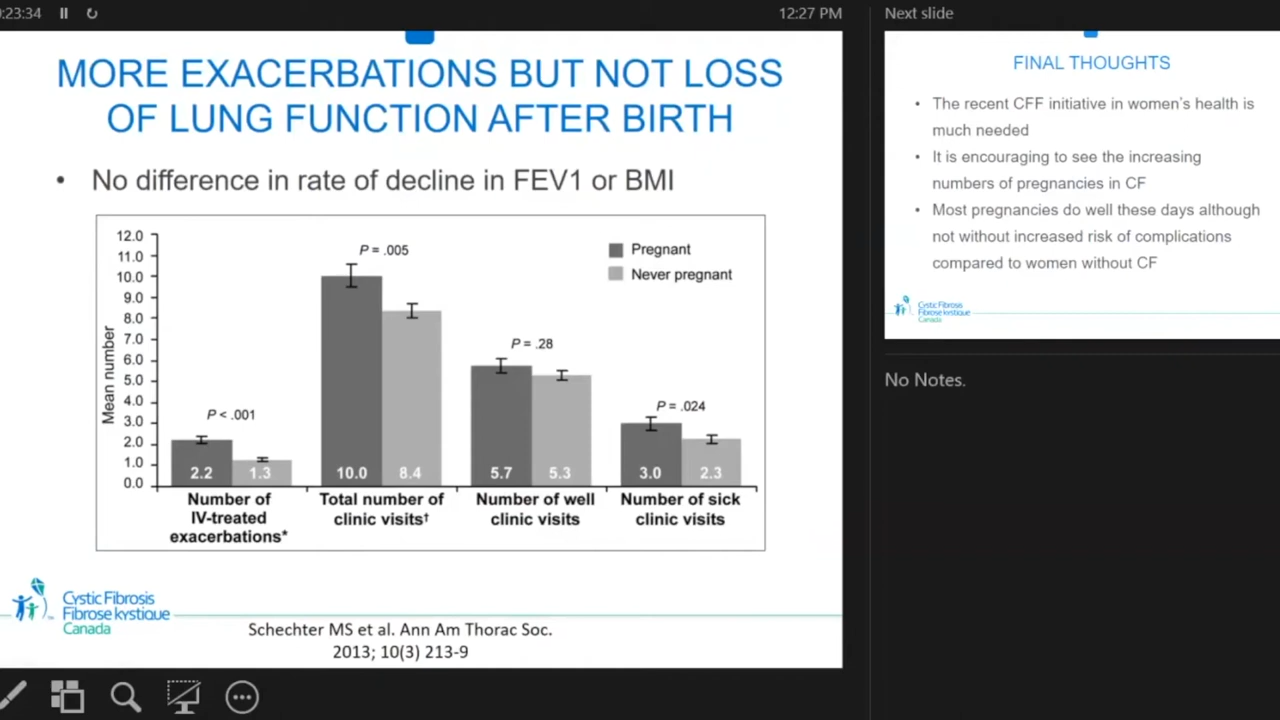 :23:34
12:27 PM
MORE EXACERBATIONS BUT NOT LOSS
OF LUNG FUNCTION AFTER BIRTH
• No difference in rate of decline in FEV1 or BMI
12.0
11.0
10.0
9.0
8.0
7.0
6.0
5.0
4.0
3.0
2.0
1.0
0.0
Mean number
P < .001
P = .005
P = .28
P = .024
Pregnant
Never pregnant
2.2 1.3 10.0 8.4 5.7 5.3 3.0 2.3
Number of
IV-treated
exacerbations*
Total number of
clinic visits†
Number of well
clinic visits
Number of sick
clinic visits
Cystic Fibrosis
Fibrose kystique
Canada
Schechter MS et al. Ann Am Thorac Soc.
2013; 10(3) 213-9
Next slide
FINAL THOUGHTS
• The recent CFF initiative in women's health is
much needed
• It is encouraging to see the increasing
numbers of pregnancies in CF
• Most pregnancies do well these days although
not without increased risk of complications
compared to women without CF
Cystic Fibrosis
Fibrose kystique
Canada
No Notes.